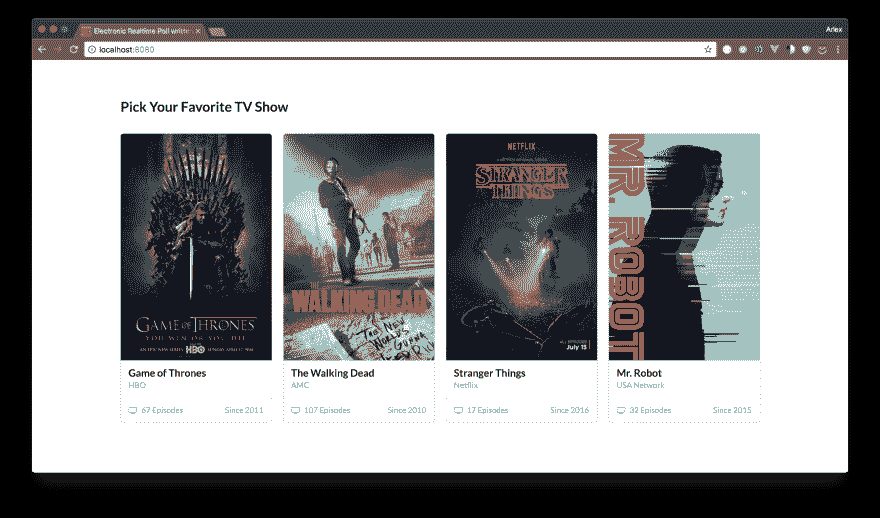 Electronic Realtime Poll
Arlex
localhost:8080
Pick Your Favorite TV Show
GAME OF THRONES
YOU WIN OR YOU DIE
HBO
THE NEW
WORLD'S
GONNA
WALKING DEAD
NETFLIX
STRANGER
THINGS
July 15
MR. ROBOT
Game of Thrones
HBO
67 Episodes Since 2011
The Walking Dead
AMC
107 Episodes Since 2010
Stranger Things
Netflix
17 Episodes Since 2016
Mr. Robot
USA Network
32 Episodes Since 2015